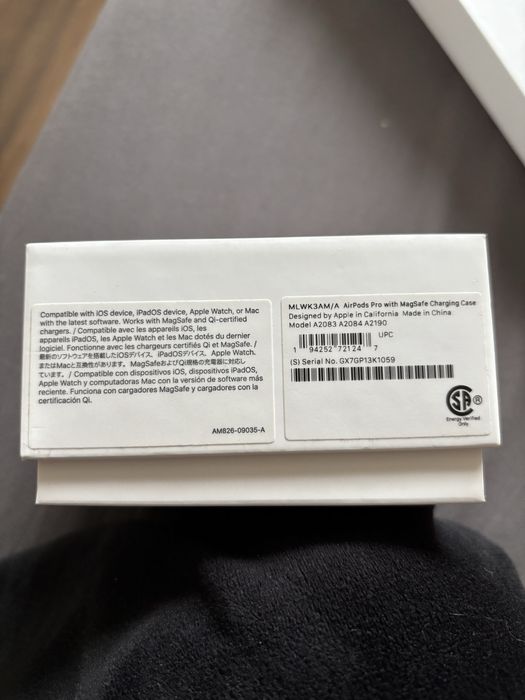 Compatible with iOS device, iPadOS device, Apple Watch, or Mac
with the latest software. Works with MagSafe and Qi-certified
chargers. / Compatible avec les appareils iOS, les
appareils iPadOS, les Apple Watch et les Mac dotés du dernier
logiciel. Fonctionne avec les chargeurs certifiés Qi et MagSafe. /
最新のソフトウェアを搭載したiOSデバイス、iPadOSデバイス、Apple Watch、
またはMacと互換性があります。MagSafeおよびQi規格の充電器に対応し
ています。/ Compatible con dispositivos iOS, dispositivos iPadOS,
Apple Watch y computadoras Mac con la versión de software más
reciente. Funciona con cargadores MagSafe y cargadores con la
certificación Qi.
AM826-09035-A
MLWK3AM/A AirPods Pro with MagSafe Charging Case
Designed by Apple in California Made in China
Model A2083 A2084 A2190
UPC
1 94252 72124 7
(S) Serial No. GX7GP13K1059
SA ®
Energy Verified
Only